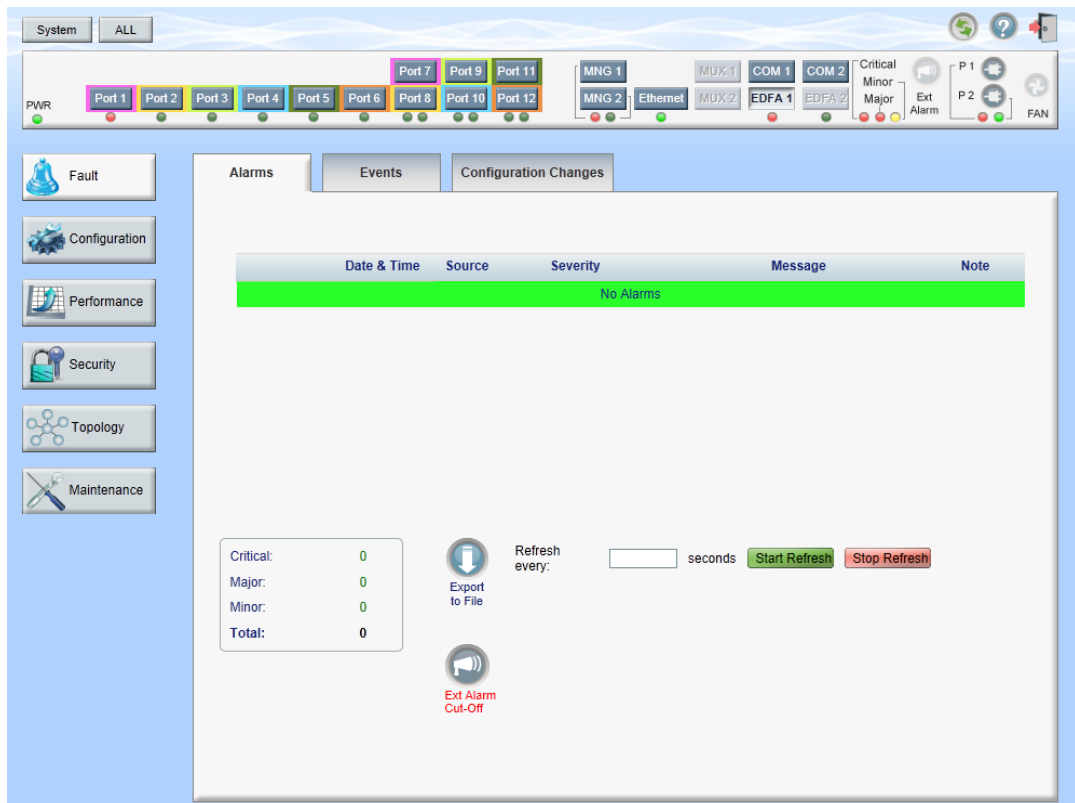 System ALL
Port 7 Port 9 Port 11 MNG 1 MUX 1 COM 1 COM 2 Critical P 1
Minor
PWR Port 1 Port 2 Port 3 Port 4 Port 5 Port 6 Port 8 Port 10 Port 12 MNG 2 Ethernet MUX 2 EDFA 1 EDFA 2 Major Ext P 2
Alarm FAN
Fault
Configuration
Performance
Security
Topology
Maintenance
Alarms Events Configuration Changes
Date & Time Source Severity Message Note
No Alarms
Critical: 0
Major: 0
Minor: 0
Total: 0
Export
to File
Ext Alarm
Cut-Off
Refresh
every: seconds Start Refresh Stop Refresh